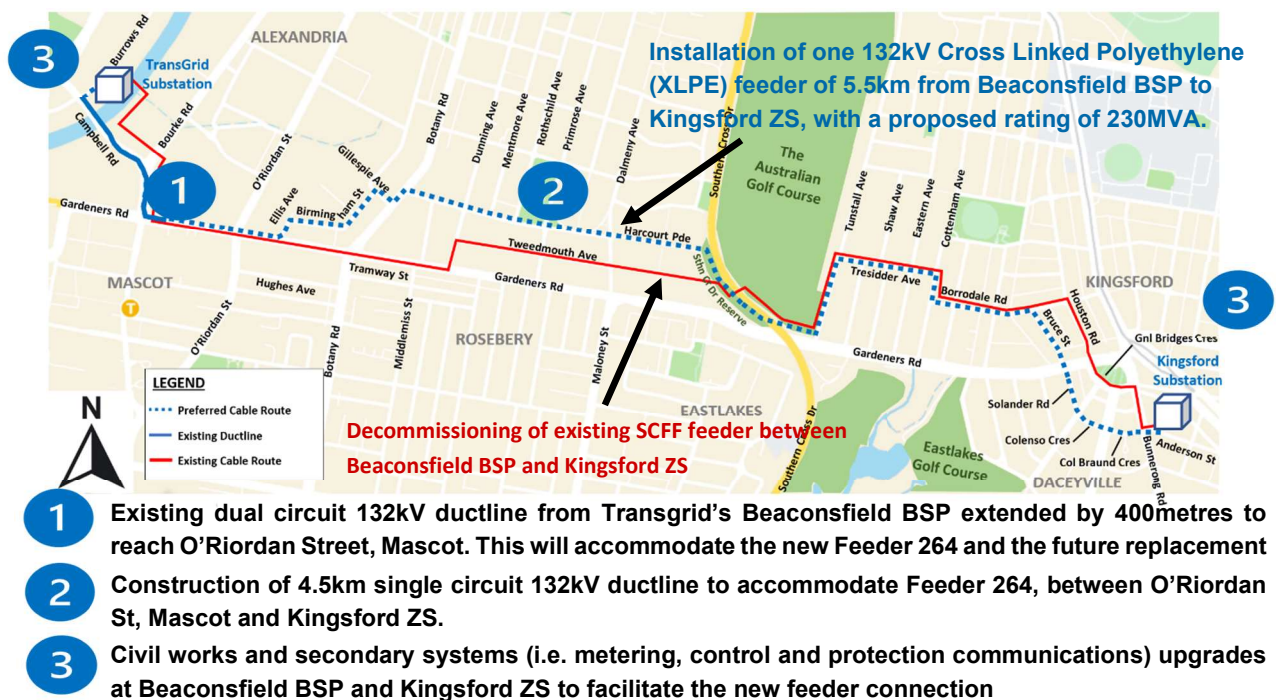 3
Burrows Rd
TransGrid
Substation
ALEXANDRIA
Campbell Rd
Bourke Rd
O'Riordan St
Botany Rd
Dunning Ave
Mentmore Ave
Rothschild Ave
Primrose Ave
Dalmeny Ave
Southern Cross Dr
Installation of one 132kV Cross Linked Polyethylene
(XLPE) feeder of 5.5km from Beaconsfield BSP to
Kingsford ZS, with a proposed rating of 230MVA.
The
Australian
Golf Course
Tunstall Ave
Shaw Ave
Eastern Ave
Cottenham Ave
1
Gillespie Ave
2
Gardeners Rd
Ellis Ave
Birmingham St
Harcourt Pde
Tweedmouth Ave
Sthn C Dr Reserve
Tresidder Ave
Borrodale Rd
KINGSFORD
3
MASCOT
T
Hughes Ave
Tramway St
Gardeners Rd
O'Riordan St
Botany Rd
Middlemiss St
ROSEBERY
Maloney St
Gardeners Rd
Bruce St
Houston Rd
Gnl Bridges Cres
Kingsford
Substation
LEGEND
Preferred Cable Route
Existing Ductline
Existing Cable Route
N
EASTLAKES
Southern Cross Dr
Decommissioning of existing SCFF feeder between
Beaconsfield BSP and Kingsford ZS
Eastlakes
Golf Course
Solander Rd
Colenso Cres
Col Braund Cres
Anderson St
Bunnerong Rd
DACEYVILLE
1 Existing dual circuit 132kV ductline from Transgrid's Beaconsfield BSP extended by 400metres to
reach O'Riordan Street, Mascot. This will accommodate the new Feeder 264 and the future replacement
2 Construction of 4.5km single circuit 132kV ductline to accommodate Feeder 264, between O'Riordan
St, Mascot and Kingsford ZS.
3 Civil works and secondary systems (i.e. metering, control and protection communications) upgrades
at Beaconsfield BSP and Kingsford ZS to facilitate the new feeder connection